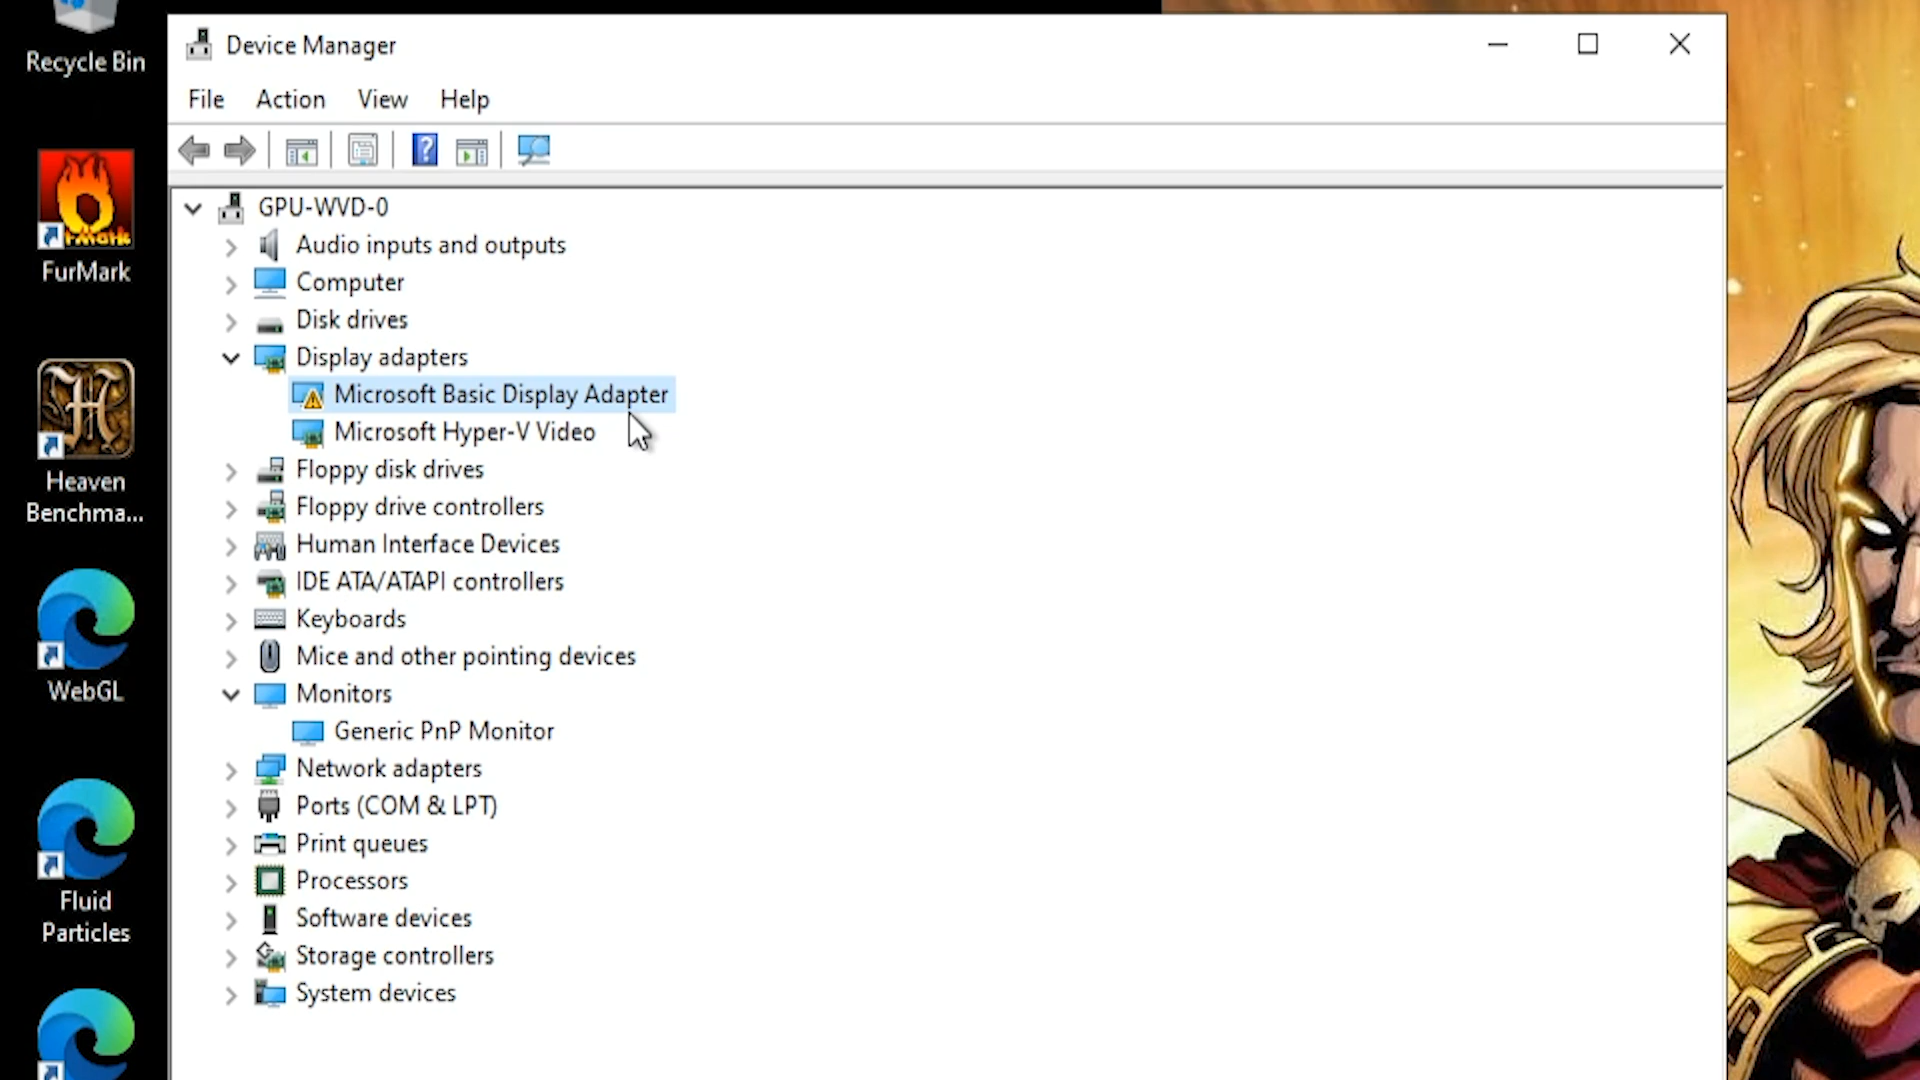 Recycle Bin
Device Manager
File Action View Help
GPU-WVD-0
Audio inputs and outputs
Computer
Disk drives
Display adapters
Microsoft Basic Display Adapter
Microsoft Hyper-V Video
Floppy disk drives
Floppy drive controllers
Human Interface Devices
IDE ATA/ATAPI controllers
Keyboards
Mice and other pointing devices
Monitors
Generic PnP Monitor
Network adapters
Ports (COM & LPT)
Print queues
Processors
Software devices
Storage controllers
System devices
FurMark
Heaven
Benchma...
WebGL
Fluid
Particles